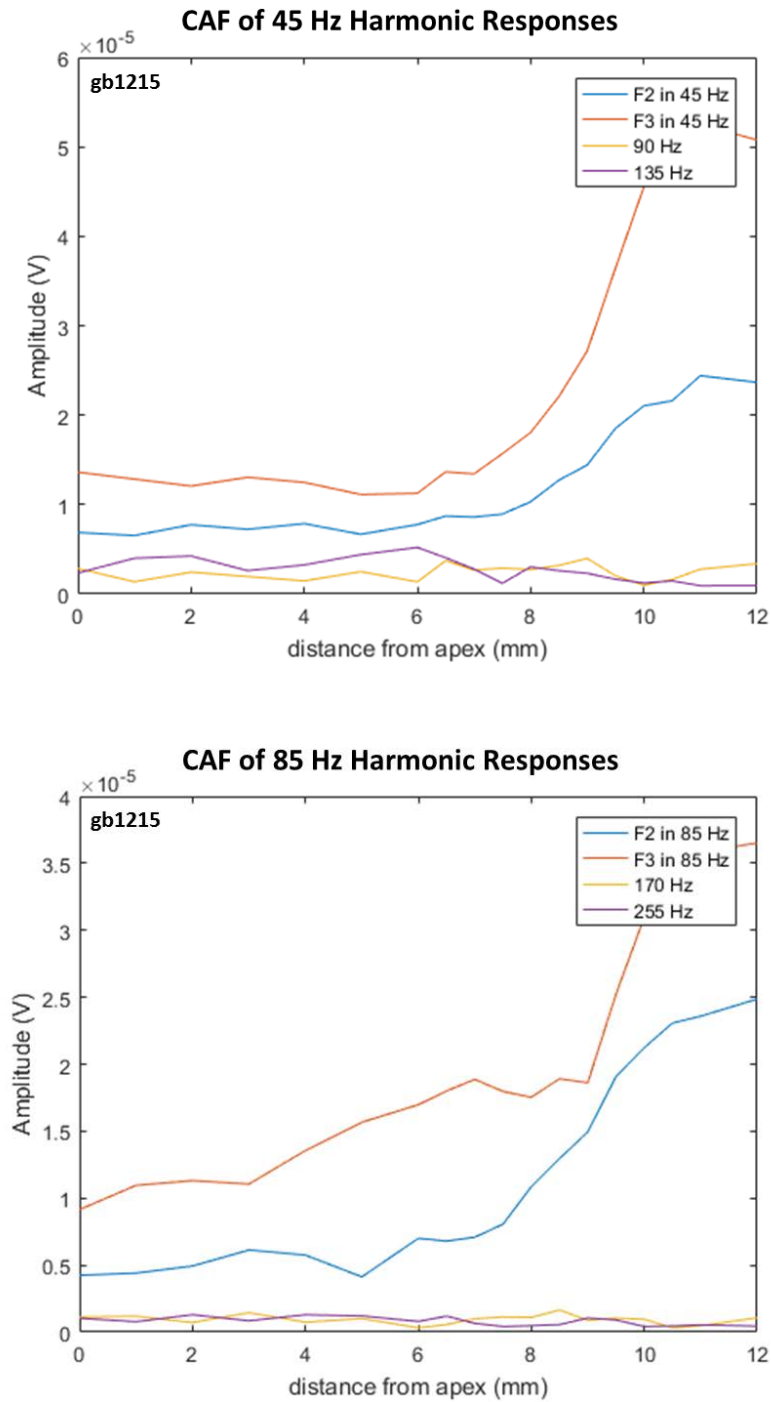 CAF of 45 Hz Harmonic Responses
×10-5
gb1215
F2 in 45 Hz
F3 in 45 Hz
90 Hz
135 Hz
6
5
4
3
2
1
0
Amplitude (V)
0 2 4 6 8 10 12
distance from apex (mm)
CAF of 85 Hz Harmonic Responses
×10-5
gb1215
F2 in 85 Hz
F3 in 85 Hz
170 Hz
255 Hz
4
3.5
3
2.5
2
1.5
1
0.5
0
Amplitude (V)
0 2 4 6 8 10 12
distance from apex (mm)